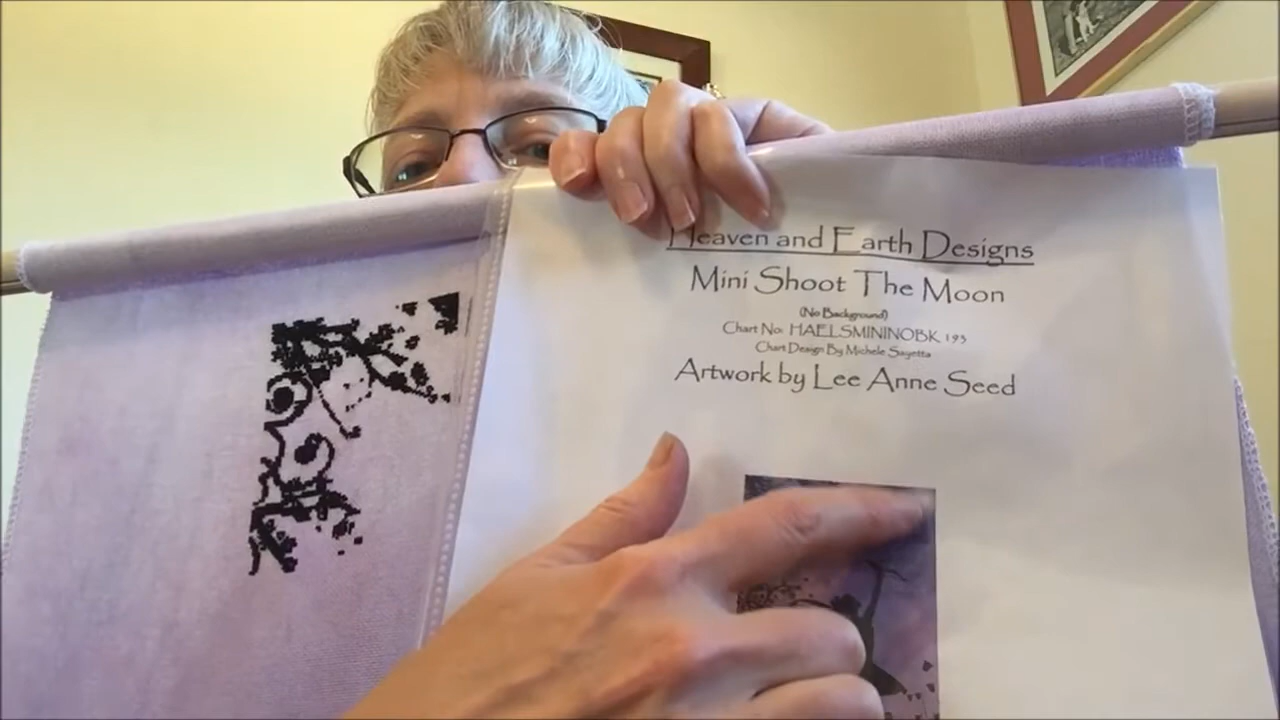 Heaven and Earth Designs
Mini Shoot The Moon
(No Background)
Chart No: HAELSMININOBK 193
Chart Design By Michele Sayetta
Artwork by Lee Anne Seed